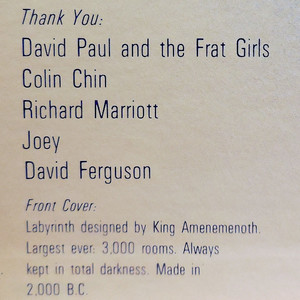 Thank You:
David Paul and the Frat Girls
Colin Chin
Richard Marriott
Joey
David Ferguson
Front Cover:
Labyrinth designed by King Amenemenoth.
Largest ever: 3,000 rooms. Always
kept in total darkness. Made in
2,000 B.C.